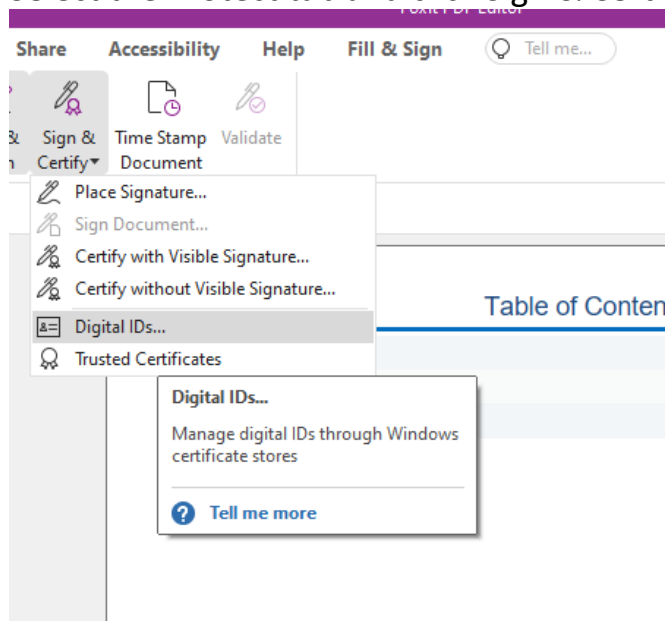 Share Accessibility Help Fill & Sign Tell me...
& Sign & Time Stamp Validate
Certify Document
Place Signature...
Sign Document...
Certify with Visible Signature...
Certify without Visible Signature...
Table of Conten
Digital IDs...
Trusted Certificates
Digital IDs...
Manage digital IDs through Windows
certificate stores
Tell me more